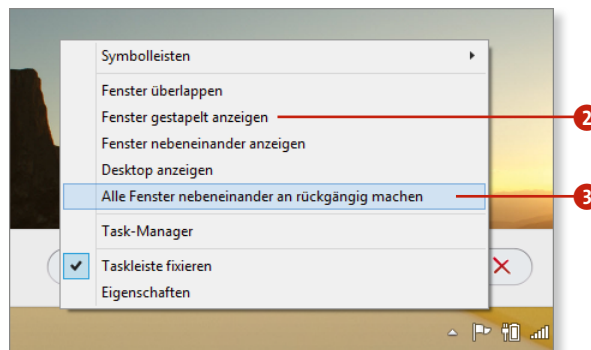 Symbolleisten
Fenster überlappen
Fenster gestapelt anzeigen
2
Fenster nebeneinander anzeigen
Desktop anzeigen
Alle Fenster nebeneinander an rückgängig machen
3
Task-Manager
Taskleiste fixieren
Eigenschaften